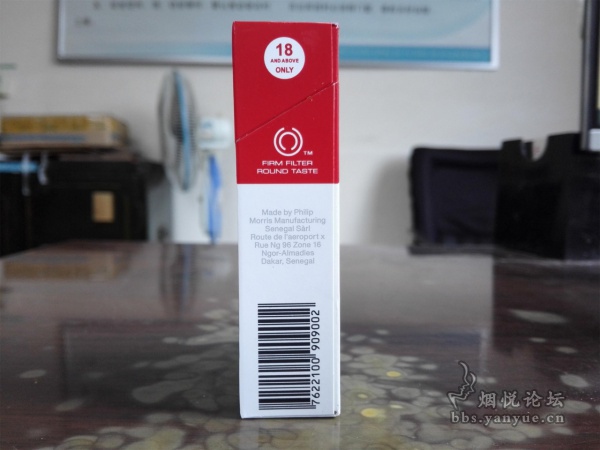 18
AND ABOVE
ONLY
TM
FIRM FILTER
ROUND TASTE
Made by Philip
Morris Manufacturing
Senegal Sàrl
Route de l'aeroport x
Rue Ng 96 Zone 16
Ngor-Almadies
Dakar, Senegal
7622100 909002
烟悦论坛
bbs.yanyue.cn